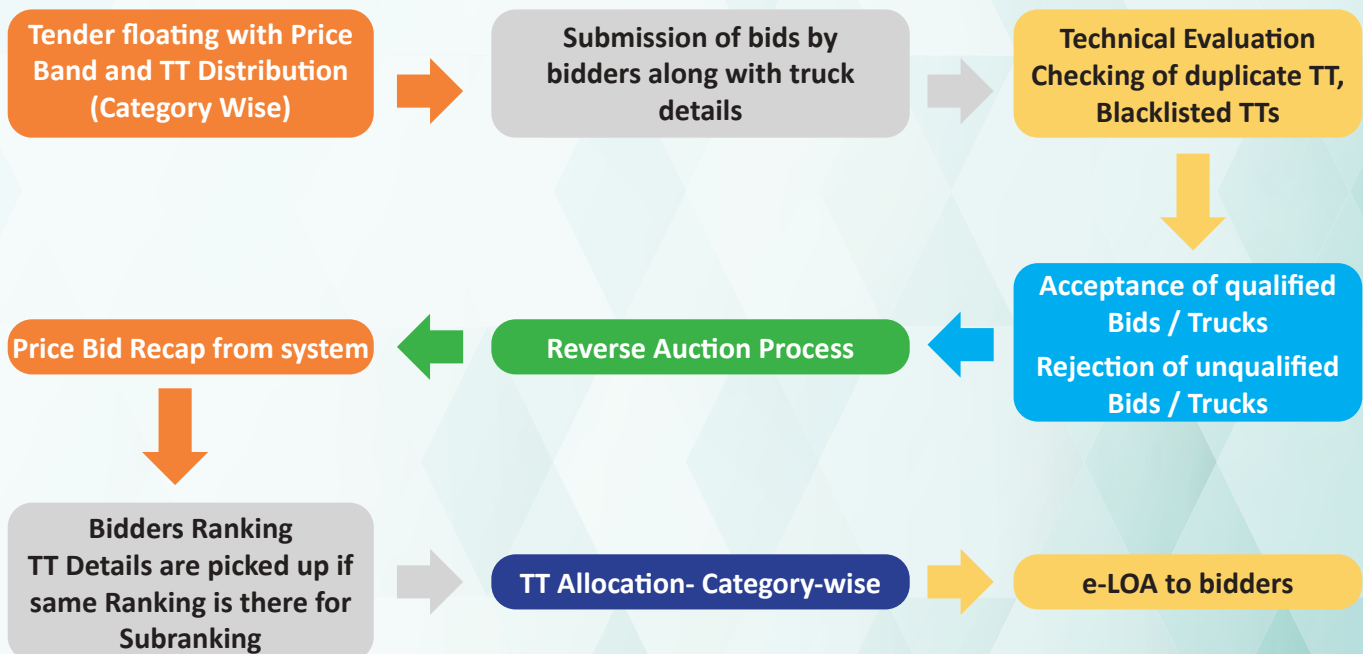 Tender floating with Price
Band and TT Distribution
(Category Wise)
Submission of bids by
bidders along with truck
details
Technical Evaluation
Checking of duplicate TT,
Blacklisted TTs
Acceptance of qualified
Bids / Trucks
Rejection of unqualified
Bids / Trucks
Reverse Auction Process
Price Bid Recap from system
Bidders Ranking
TT Details are picked up if
same Ranking is there for
Subranking
TT Allocation- Category-wise
e-LOA to bidders